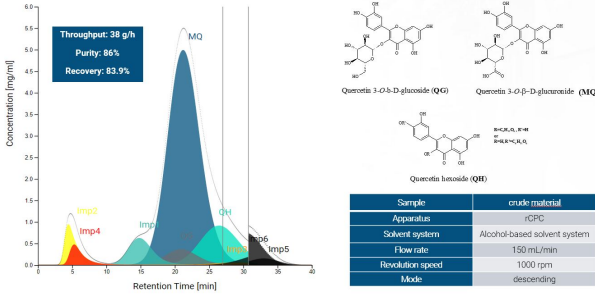 Throughput: 38 g/h
Purity: 86%
Recovery: 83.9%
Concentration [mg/ml]
6.0
5.5
5.0
4.5
4.0
3.5
3.0
2.5
2.0
1.5
1.0
0.5
0.0
MQ
Imp2
Imp4
QH
Imp6
Imp5
0
5
10
15
20
25
30
35
40
Retention Time [min]
Quercetin 3-O-b-D-glucoside (QG)
Quercetin 3-O-β-D-glucuronide (MQ)
or
Quercetin hexoside (QH)
Sample crude material
Apparatus rCPC
Solvent system Alcohol-based solvent system
Flow rate 150 mL/min
Revolution speed 1000 rpm
Mode descending